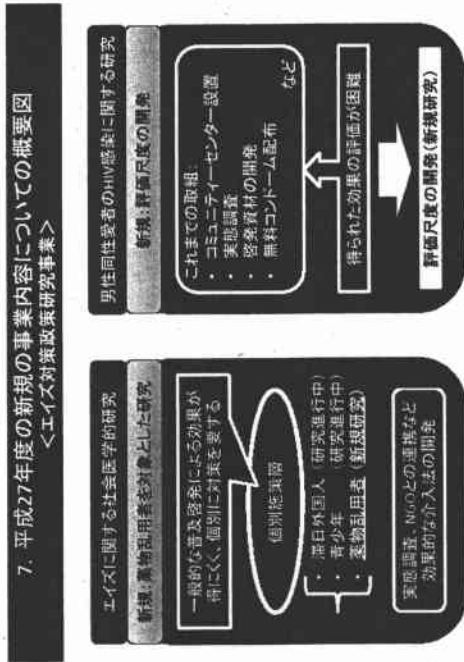 7. 平成27年度の新規の事業内容についての概要図
<エイズ対策政策研究事業>
エイズに関する社会医学的研究
新規:薬物乱用者を対象とした研究
一般的な普及啓発による効果が
得にくく、個別に対策を要する
個別施策層
・ 滞日外国人 (研究進行中)
・ 青少年 (研究進行中)
・ 薬物乱用者 (新規研究)
実態調査、NGOとの連携など
効果的な介入法の開発
男性同性愛者のHIV感染に関する研究
新規:評価尺度の開発
これまでの取組:
・ コミュニティーセンター設置
・ 実態調査
・ 啓発資材の開発
・ 無料コンドーム配布
など
得られた効果の評価が困難
評価尺度の開発(新規研究)